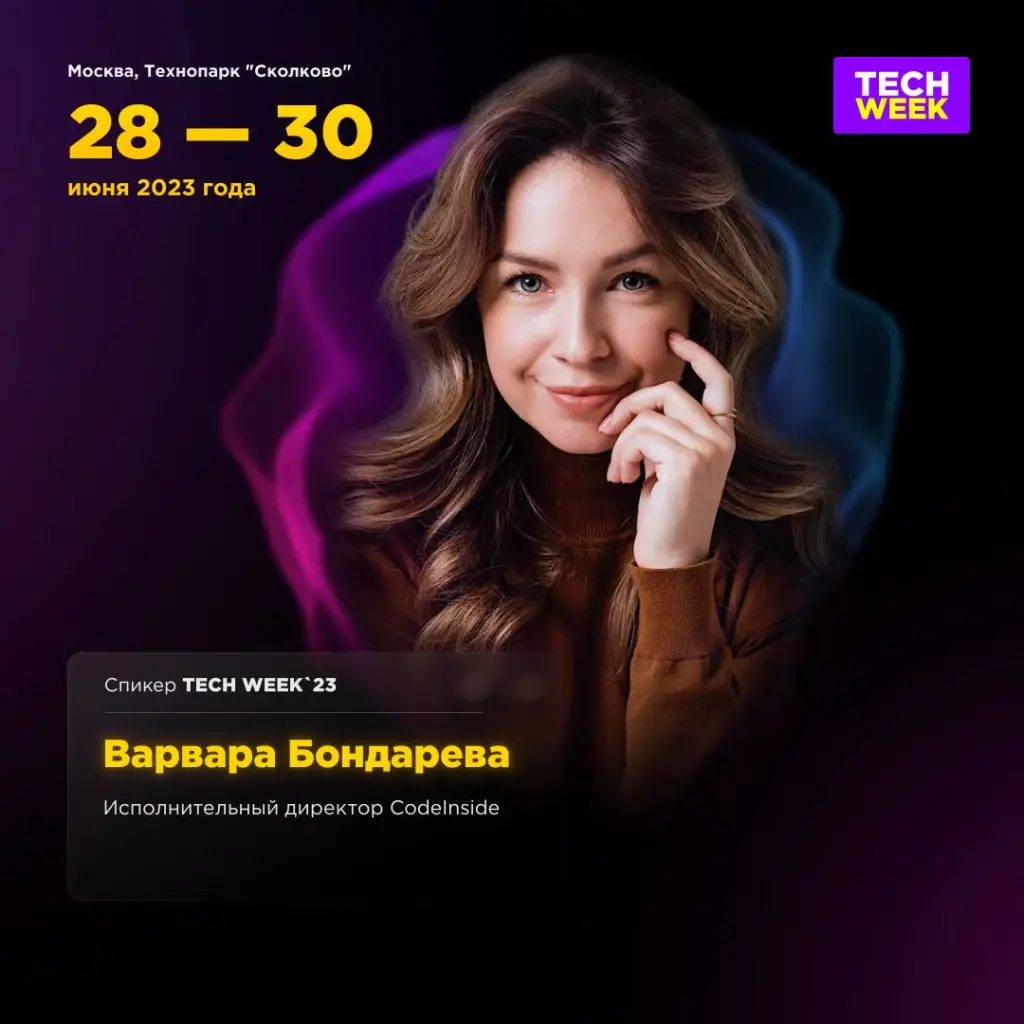 Москва, Технопарк "Сколково"
28 — 30
июня 2023 года
TECH
WEEK
Спикер TECH WEEK`23
Варвара Бондарева
Исполнительный директор CodeInside